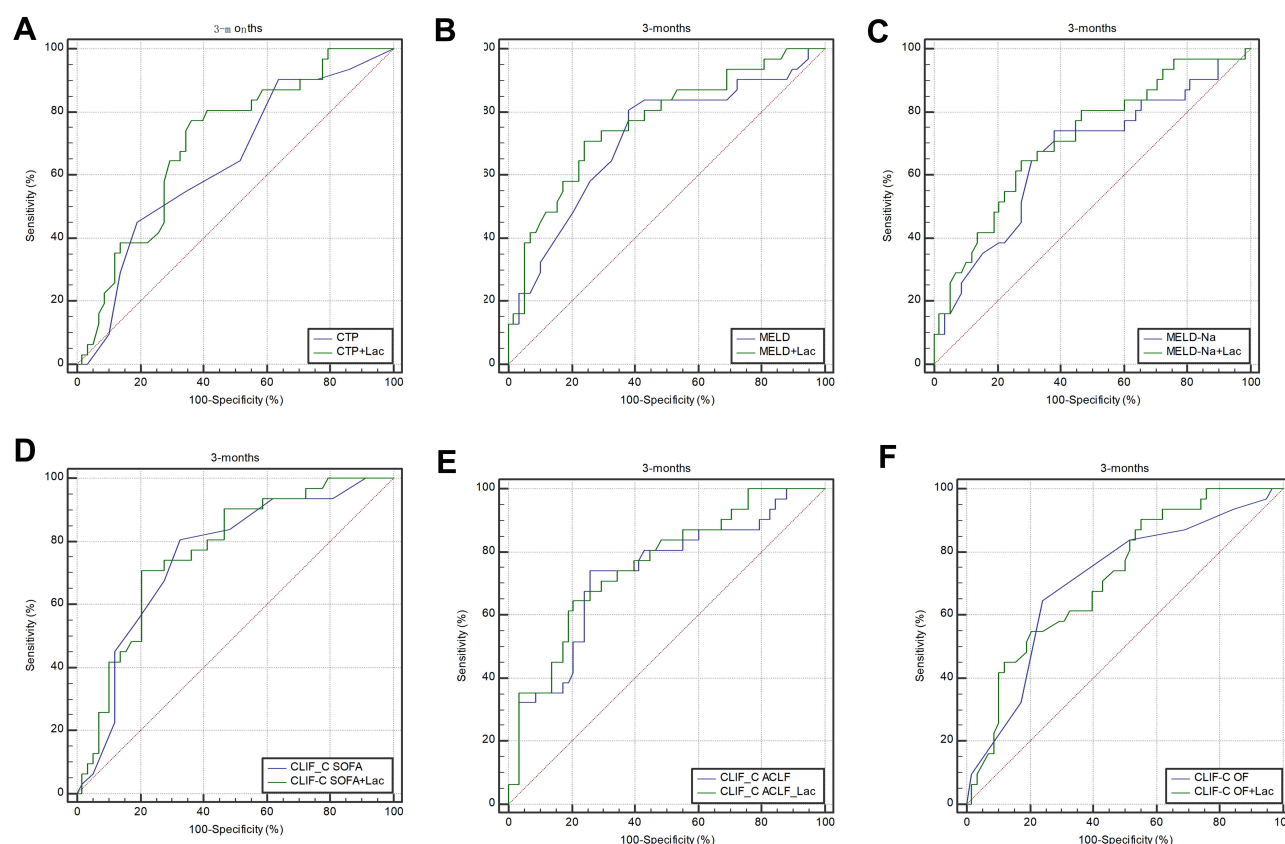 A
3-months
100
80
60
40
20
0
Sensitivity (%)
CTP
CTP+Lac
0 20 40 60 80 100
100-Specificity (%)
B
3-months
30
30
30
40
20
0
MELD
MELD+Lac
0 20 40 60 80 100
100-Specificity (%)
C
3-months
100
80
60
40
20
0
Sensitivity (%)
MELD-Na
MELD-Na+Lac
0 20 40 60 80 100
100-Specificity (%)
D
3-months
100
80
60
40
20
0
Sensitivity (%)
CLIF_C SOFA
CLIF-C SOFA+Lac
0 20 40 60 80 100
100-Specificity (%)
E
3-months
100
80
60
40
20
0
Sensitivity (%)
CLIF_C ACLF
CLIF_C ACLF_Lac
0 20 40 60 80 100
100-Specificity (%)
F
3-months
100
80
60
40
20
0
Sensitivity (%)
CLIF-C OF
CLIF-C OF+Lac
0 20 40 60 80 10
100-Specificity (%)